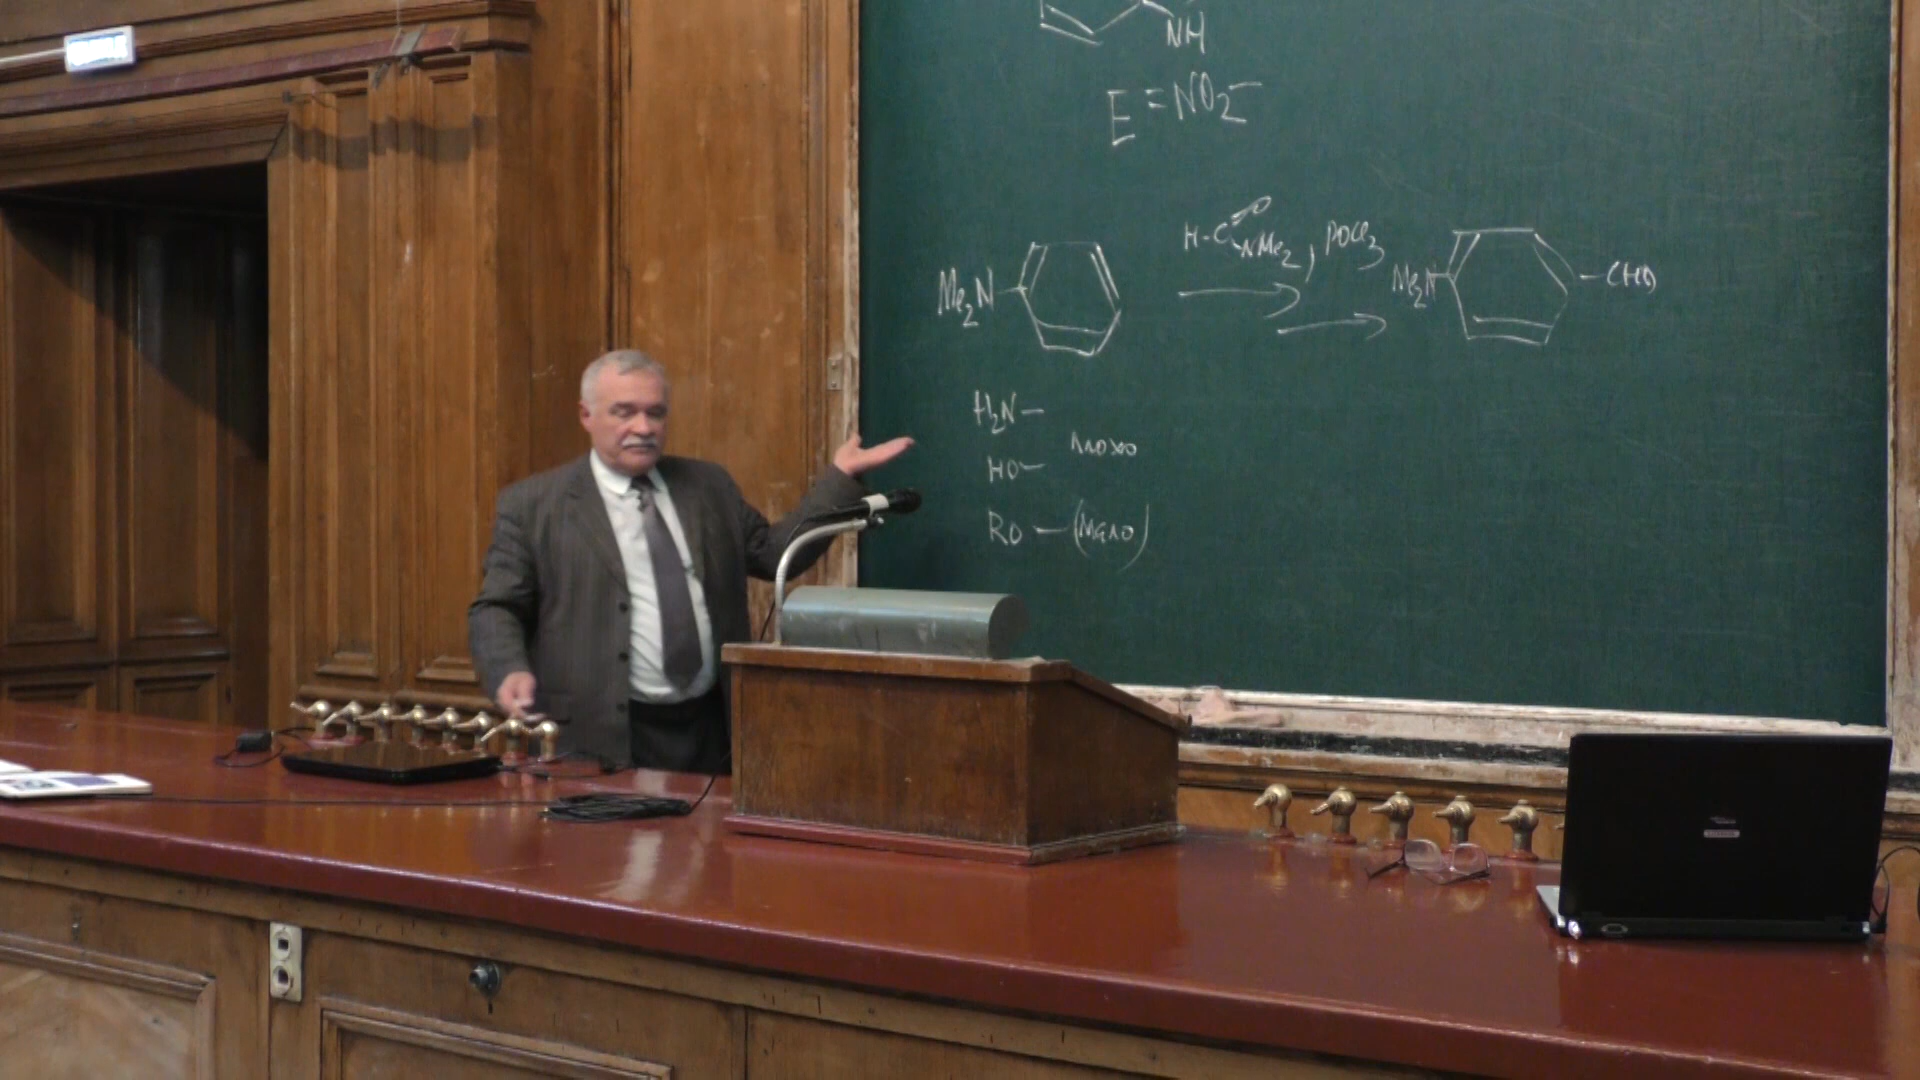 NH
E = NO₂⁻
H-C O NMe₂, POCl₃
Me₂N- Me₂N -CHO
H₂N-
плохо
HO-
RO - (мало)